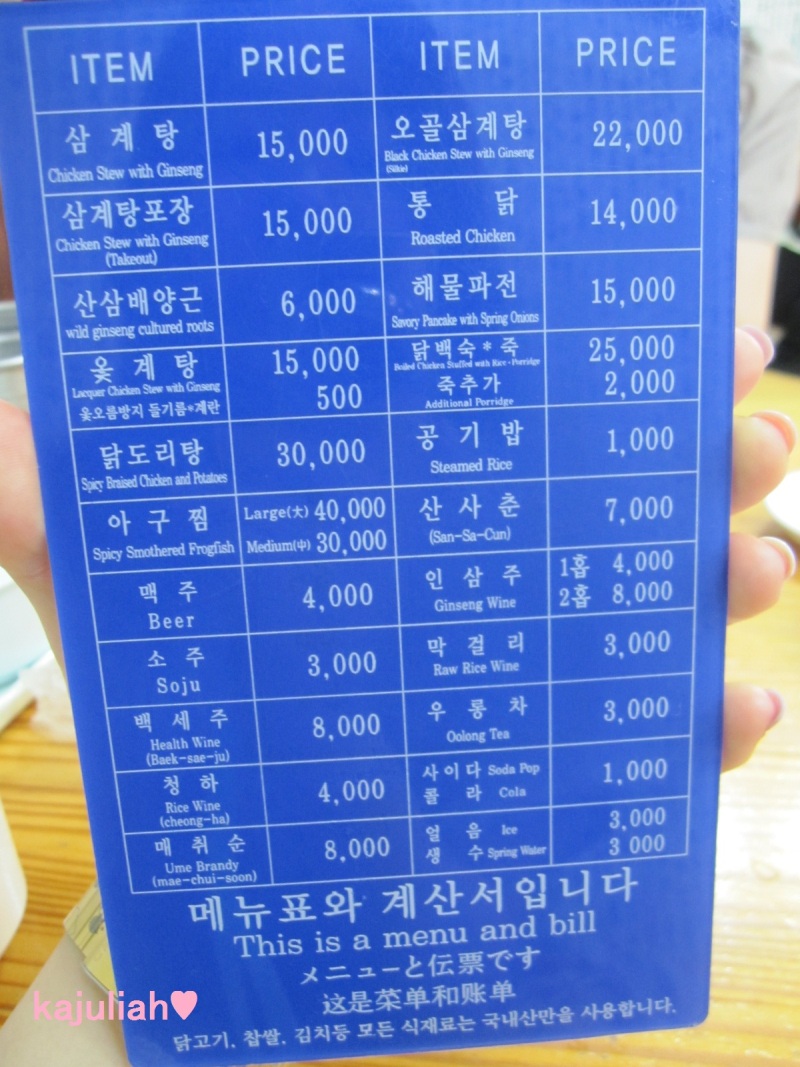 ITEM PRICE ITEM PRICE
삼계탕 15,000
Chicken Stew with Ginseng
오골삼계탕 22,000
Black Chicken Stew with Ginseng
(Silkie)
삼계탕포장 15,000
Chicken Stew with Ginseng
(Takeout)
통닭 14,000
Roasted Chicken
산삼배양근 6,000
wild ginseng cultured roots
해물파전 15,000
Savory Pancake with Spring Onions
옻계탕 15,000
Lacquer Chicken Stew with Ginseng
옻오름방지 들기름*계란 500
닭백숙*죽 25,000
Boiled Chicken Stuffed with Rice-Porridge
죽추가 2,000
Additional Porridge
닭도리탕 30,000
Spicy Braised Chicken and Potatoes
공기밥 1,000
Steamed Rice
아구찜 Large(大) 40,000
Spicy Smothered Frogfish Medium(中) 30,000
산사춘 7,000
(San-Sa-Cun)
맥주 4,000
Beer
인삼주 1홉 4,000
Ginseng Wine 2홉 8,000
소주 3,000
Soju
막걸리 3,000
Raw Rice Wine
백세주 8,000
Health Wine
(Baek-sae-ju)
우롱차 3,000
Oolong Tea
청하 4,000
Rice Wine
(cheong-ha)
사이다 Soda Pop 1,000
콜라 Cola
매취순 8,000
Ume Brandy
(mae-chui-soon)
얼음 Ice 3,000
생수 Spring Water 3 000
메뉴표와 계산서입니다
This is a menu and bill
メニューと伝票です
这是菜单和账单
닭고기, 찹쌀, 김치등 모든 식재료는 국내산만을 사용합니다.
kajuliah♥